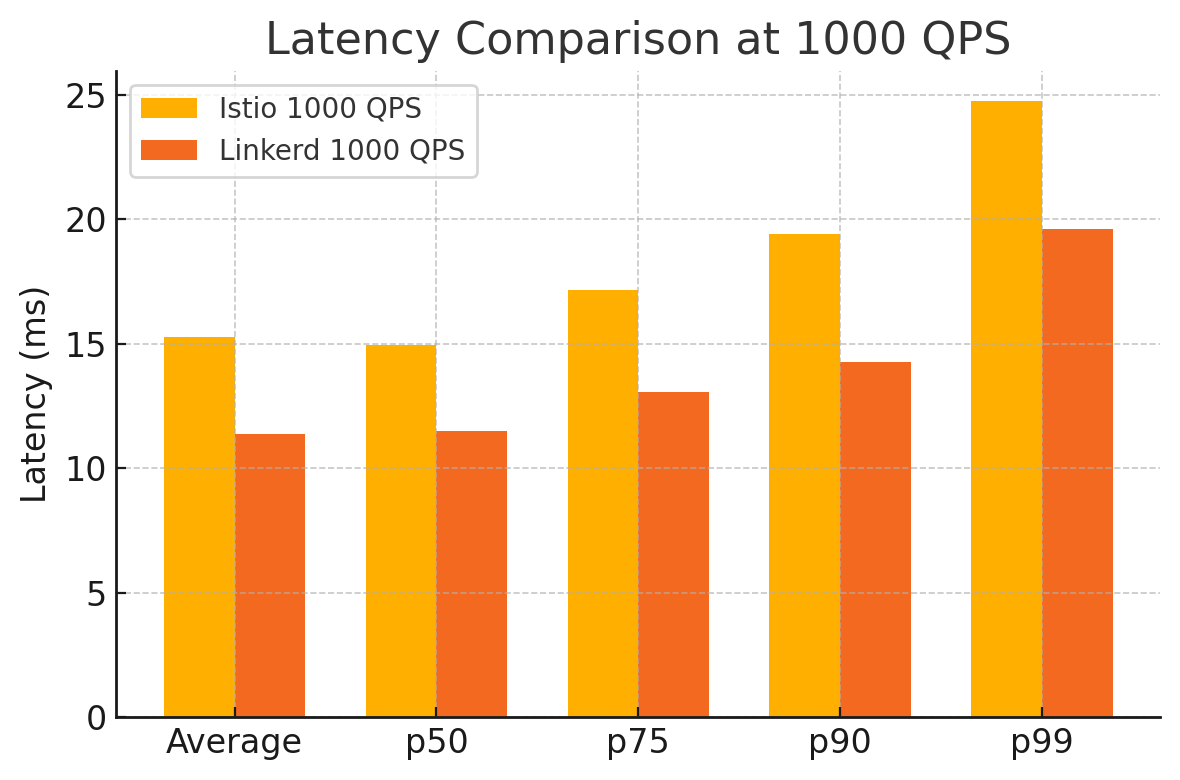 Latency Comparison at 1000 QPS
Istio 1000 QPS
Linkerd 1000 QPS
Latency (ms)
25
20
15
10
5
0
Average p50 p75 p90 p99